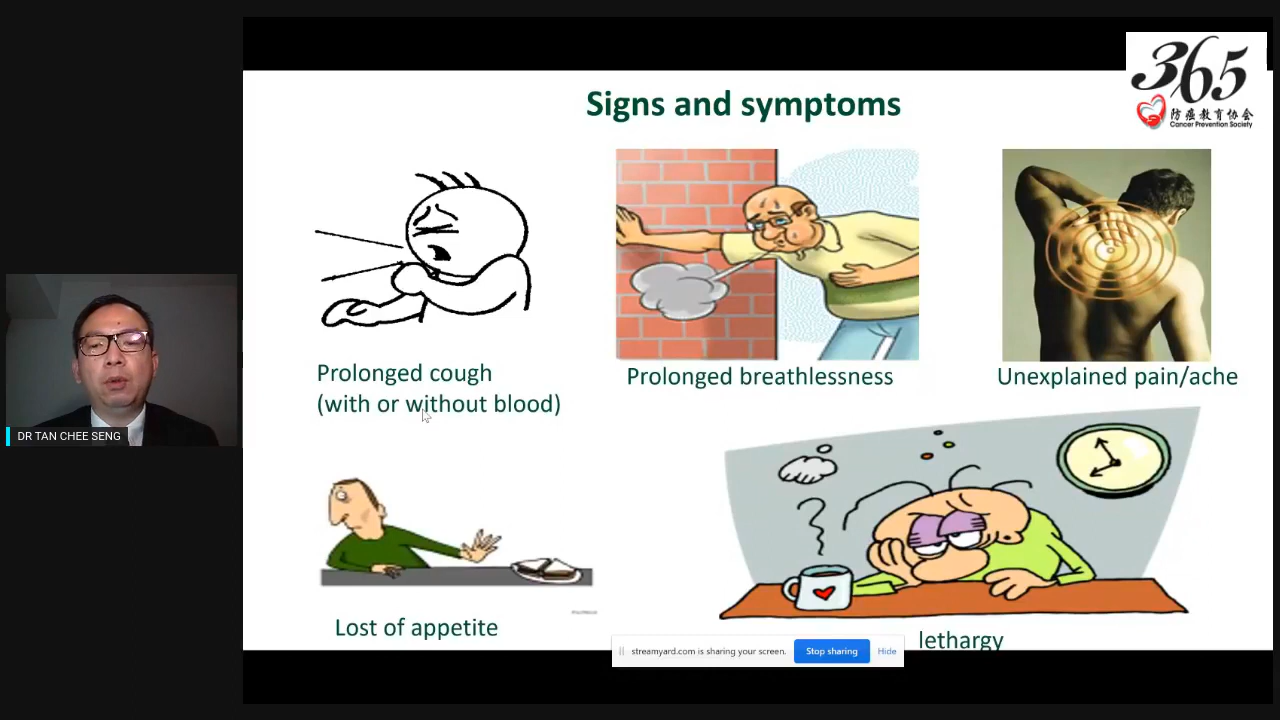 365
防癌教育协会
Cancer Prevention Society
Signs and symptoms
Prolonged cough
(with or without blood)
Prolonged breathlessness
Unexplained pain/ache
DR TAN CHEE SENG
Lost of appetite
lethargy
streamyard.com is sharing your screen.
Stop sharing
Hide